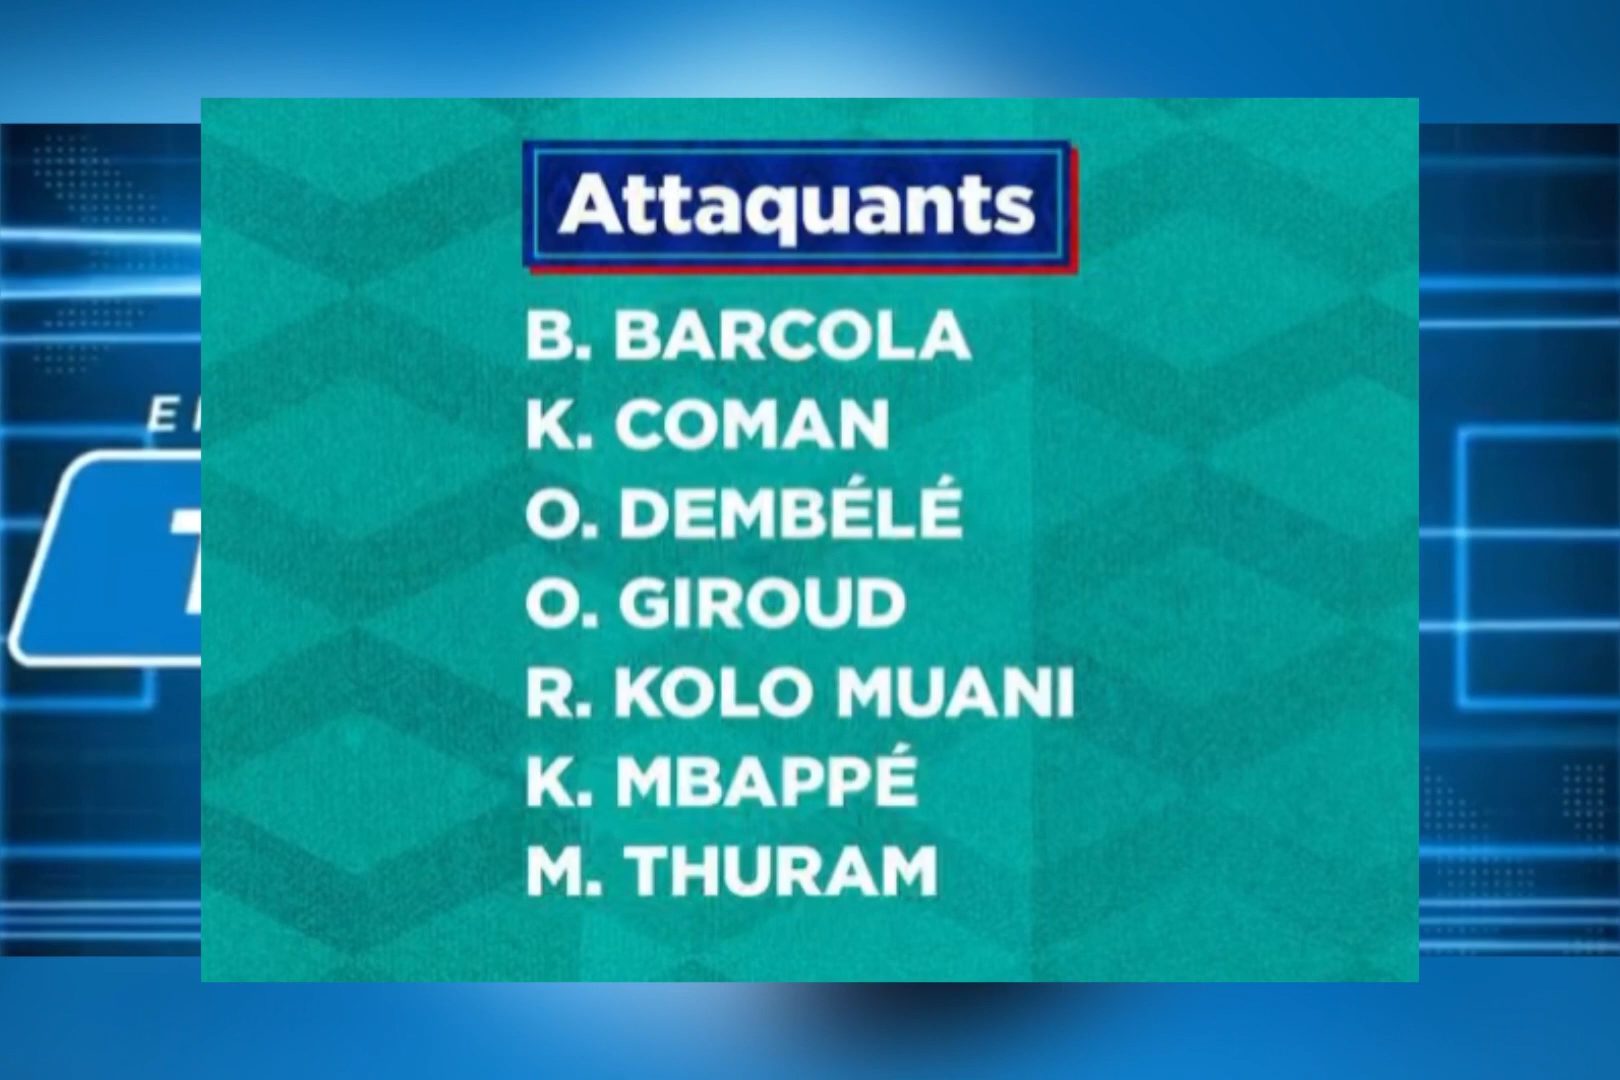 Attaquants
B. BARCOLA
K. COMAN
O. DEMBÉLÉ
O. GIROUD
R. KOLO MUANI
K. MBAPPÉ
M. THURAM